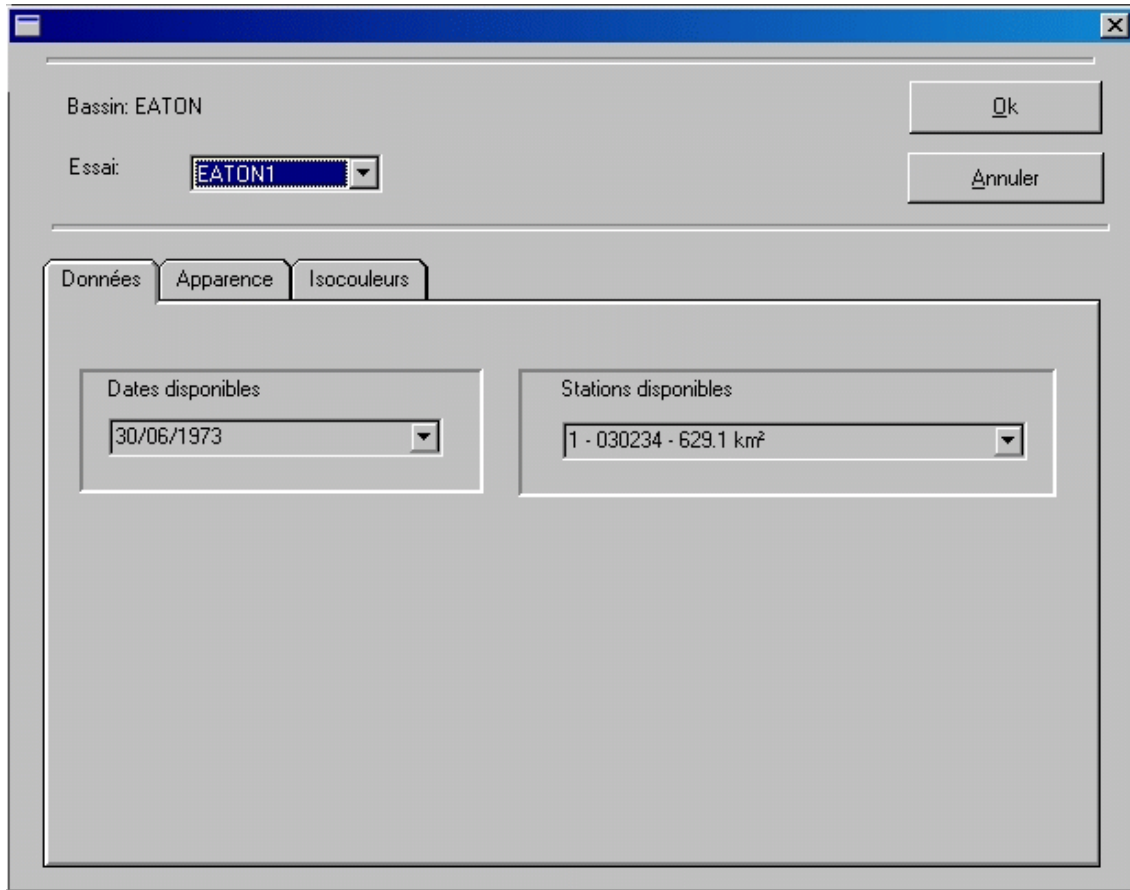 Bassin: EATON
Ok
Essai:
EATON1
Annuler
Données
Apparence
Isocouleurs
Dates disponibles
30/06/1973
Stations disponibles
1 - 030234 - 629.1 km²